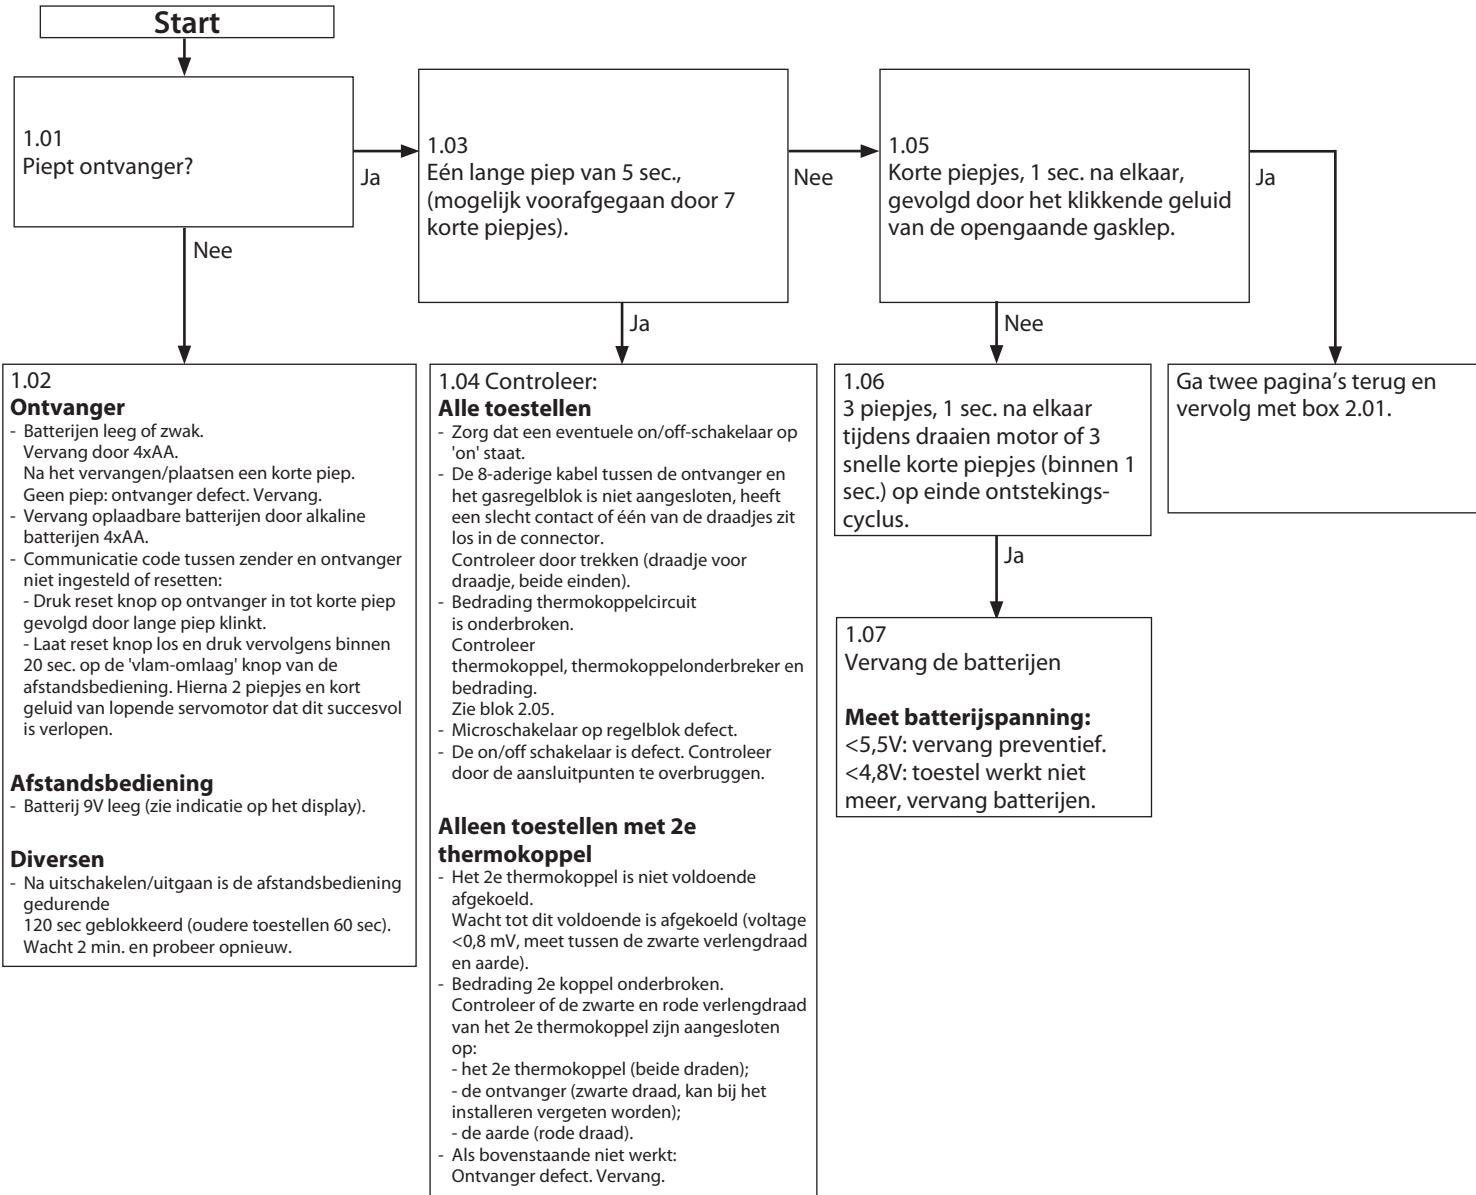 Start
1.01
Piept ontvanger?
Ja
Nee
1.03
Eén lange piep van 5 sec.,
(mogelijk voorafgegaan door 7
korte piepjes).
Nee
Ja
1.05
Korte piepjes, 1 sec. na elkaar,
gevolgd door het klikkende geluid
van de opengaande gasklep.
Ja
Nee
1.02
Ontvanger
- Batterijen leeg of zwak.
Vervang door 4xAA.
Na het vervangen/plaatsen een korte piep.
Geen piep: ontvanger defect. Vervang.
- Vervang oplaadbare batterijen door alkaline
batterijen 4xAA.
- Communicatie code tussen zender en ontvanger
niet ingesteld of resetten:
- Druk reset knop op ontvanger in tot korte piep
gevolgd door lange piep klinkt.
- Laat reset knop los en druk vervolgens binnen
20 sec. op de 'vlam-omlaag' knop van de
afstandsbediening. Hierna 2 piepjes en kort
geluid van lopende servomotor dat dit succesvol
is verlopen.
Afstandsbediening
- Batterij 9V leeg (zie indicatie op het display).
Diversen
- Na uitschakelen/uitgaan is de afstandsbediening
gedurende
120 sec geblokkeerd (oudere toestellen 60 sec).
Wacht 2 min. en probeer opnieuw.
1.04 Controleer:
Alle toestellen
- Zorg dat een eventuele on/off-schakelaar op
'on' staat.
- De 8-aderige kabel tussen de ontvanger en
het gasregelblok is niet aangesloten, heeft
een slecht contact of één van de draadjes zit
los in de connector.
Controleer door trekken (draadje voor
draadje, beide einden).
- Bedrading thermokoppelcircuit
is onderbroken.
Controleer
thermokoppel, thermokoppelonderbreker en
bedrading.
Zie blok 2.05.
- Microschakelaar op regelblok defect.
- De on/off schakelaar is defect. Controleer
door de aansluitpunten te overbruggen.
Alleen toestellen met 2e
thermokoppel
- Het 2e thermokoppel is niet voldoende
afgekoeld.
Wacht tot dit voldoende is afgekoeld (voltage
<0,8 mV, meet tussen de zwarte verlengdraad
en aarde).
- Bedrading 2e koppel onderbroken.
Controleer of de zwarte en rode verlengdraad
van het 2e thermokoppel zijn aangesloten
op:
- het 2e thermokoppel (beide draden);
- de ontvanger (zwarte draad, kan bij het
installeren vergeten worden);
- de aarde (rode draad).
- Als bovenstaande niet werkt:
Ontvanger defect. Vervang.
1.06
3 piepjes, 1 sec. na elkaar
tijdens draaien motor of 3
snelle korte piepjes (binnen 1
sec.) op einde ontstekings-
cyclus.
Ja
1.07
Vervang de batterijen
Meet batterijspanning:
<5,5V: vervang preventief.
<4,8V: toestel werkt niet
meer, vervang batterijen.
Ga twee pagina's terug en
vervolg met box 2.01.